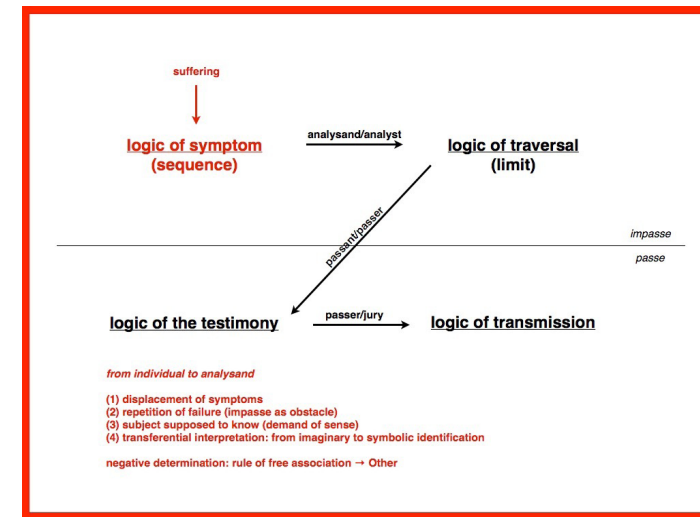 suffering
logic of symptom
(sequence)
analysand/analyst
logic of traversal
(limit)
passant/passer
impasse
passe
logic of the testimony
passer/jury
logic of transmission
from individual to analysand
(1) displacement of symptoms
(2) repetition of failure (impasse as obstacle)
(3) subject supposed to know (demand of sense)
(4) transferential interpretation: from imaginary to symbolic identification
negative determination: rule of free association → Other